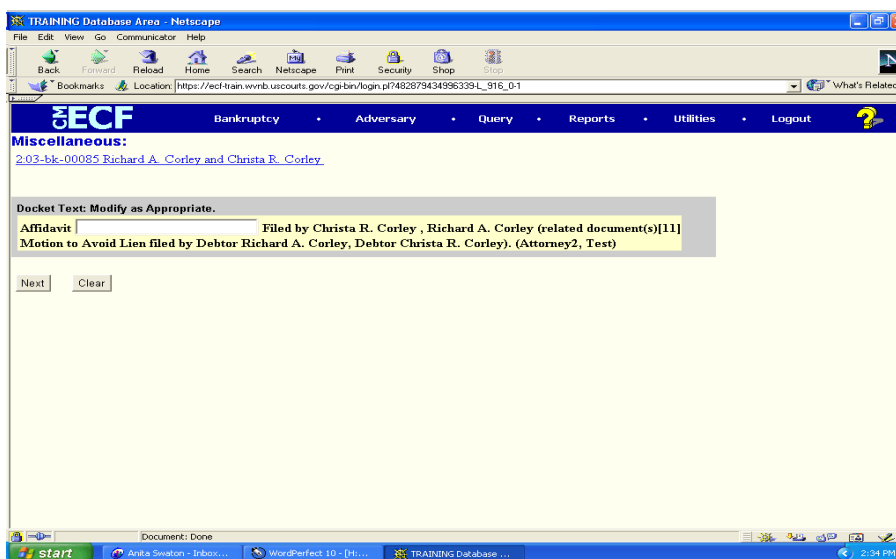 TRAINING Database Area - Netscape
File Edit View Go Communicator Help
Back Forward Reload Home Search Netscape Print Security Shop Stop
Bookmarks Location: https://ecf-train.wvnb.uscourts.gov/cgi-bin/login.pl?482879434996339-L_916_0-1 What's Related
CM ECF Bankruptcy • Adversary • Query • Reports • Utilities • Logout ?
Miscellaneous:
2:03-bk-00085 Richard A. Corley and Christa R. Corley
Docket Text: Modify as Appropriate.
Affidavit Filed by Christa R. Corley , Richard A. Corley (related document(s)[11]
Motion to Avoid Lien filed by Debtor Richard A. Corley, Debtor Christa R. Corley). (Attorney2, Test)
Next Clear
Document: Done
start Anita Swaton - Inbox... WordPerfect 10 - [H:... TRAINING Database ... 2:34 PM